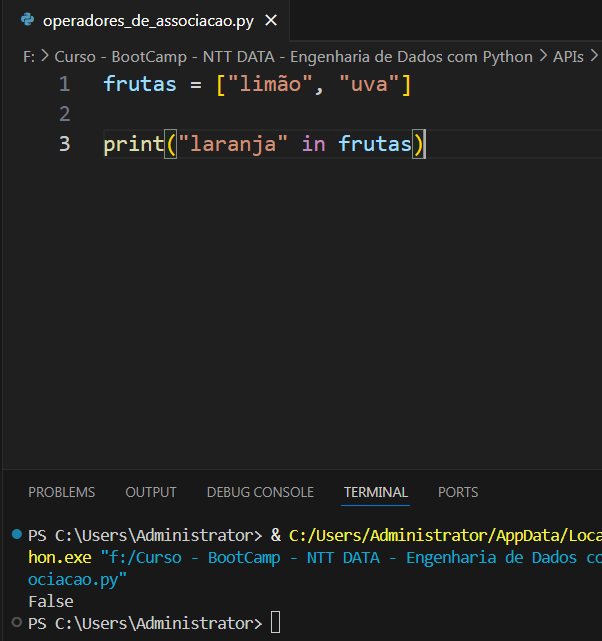 operadores_de_associacao.py
F: > Curso - BootCamp - NTT DATA - Engenharia de Dados com Python > APIs >
1 frutas = ["limão", "uva"]
2
3 print("laranja" in frutas)
PROBLEMS OUTPUT DEBUG CONSOLE TERMINAL PORTS
PS C:\Users\Administrator> & C:/Users/Administrator/AppData/Loca
hon.exe "f:/Curso - BootCamp - NTT DATA - Engenharia de Dados co
ociacao.py"
False
PS C:\Users\Administrator>